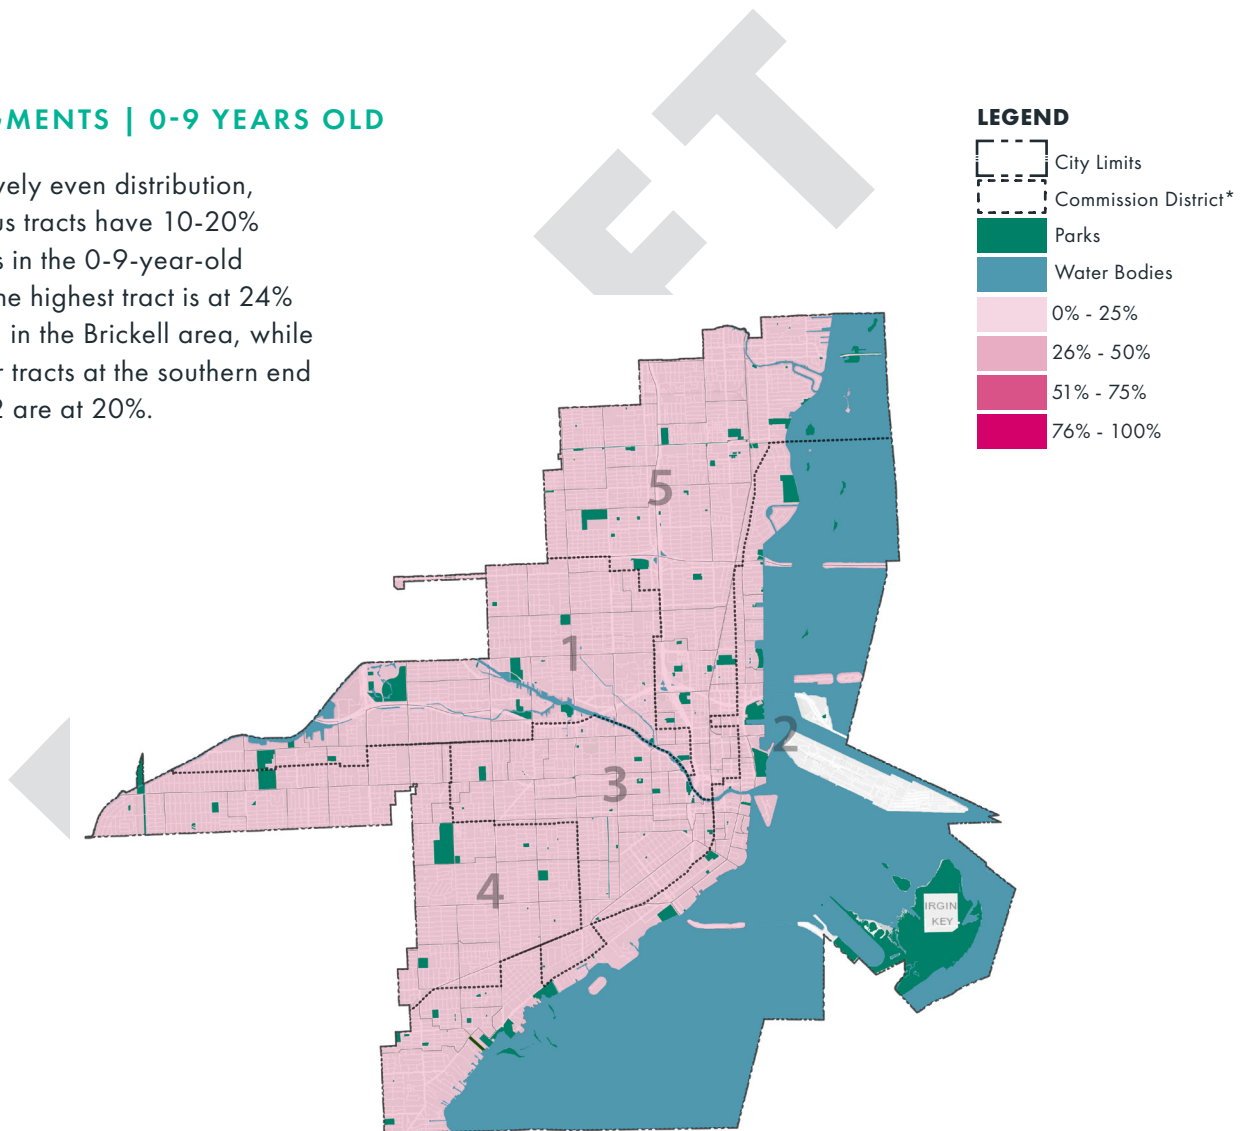 GMENTS | 0-9 YEARS OLD
vely even distribution,
us tracts have 10-20%
s in the 0-9-year-old
he highest tract is at 24%
in the Brickell area, while
r tracts at the southern end
2 are at 20%.
LEGEND
City Limits
Commission District*
Parks
Water Bodies
0% - 25%
26% - 50%
51% - 75%
76% - 100%
5
1
2
3
4
IRGIN
KEY